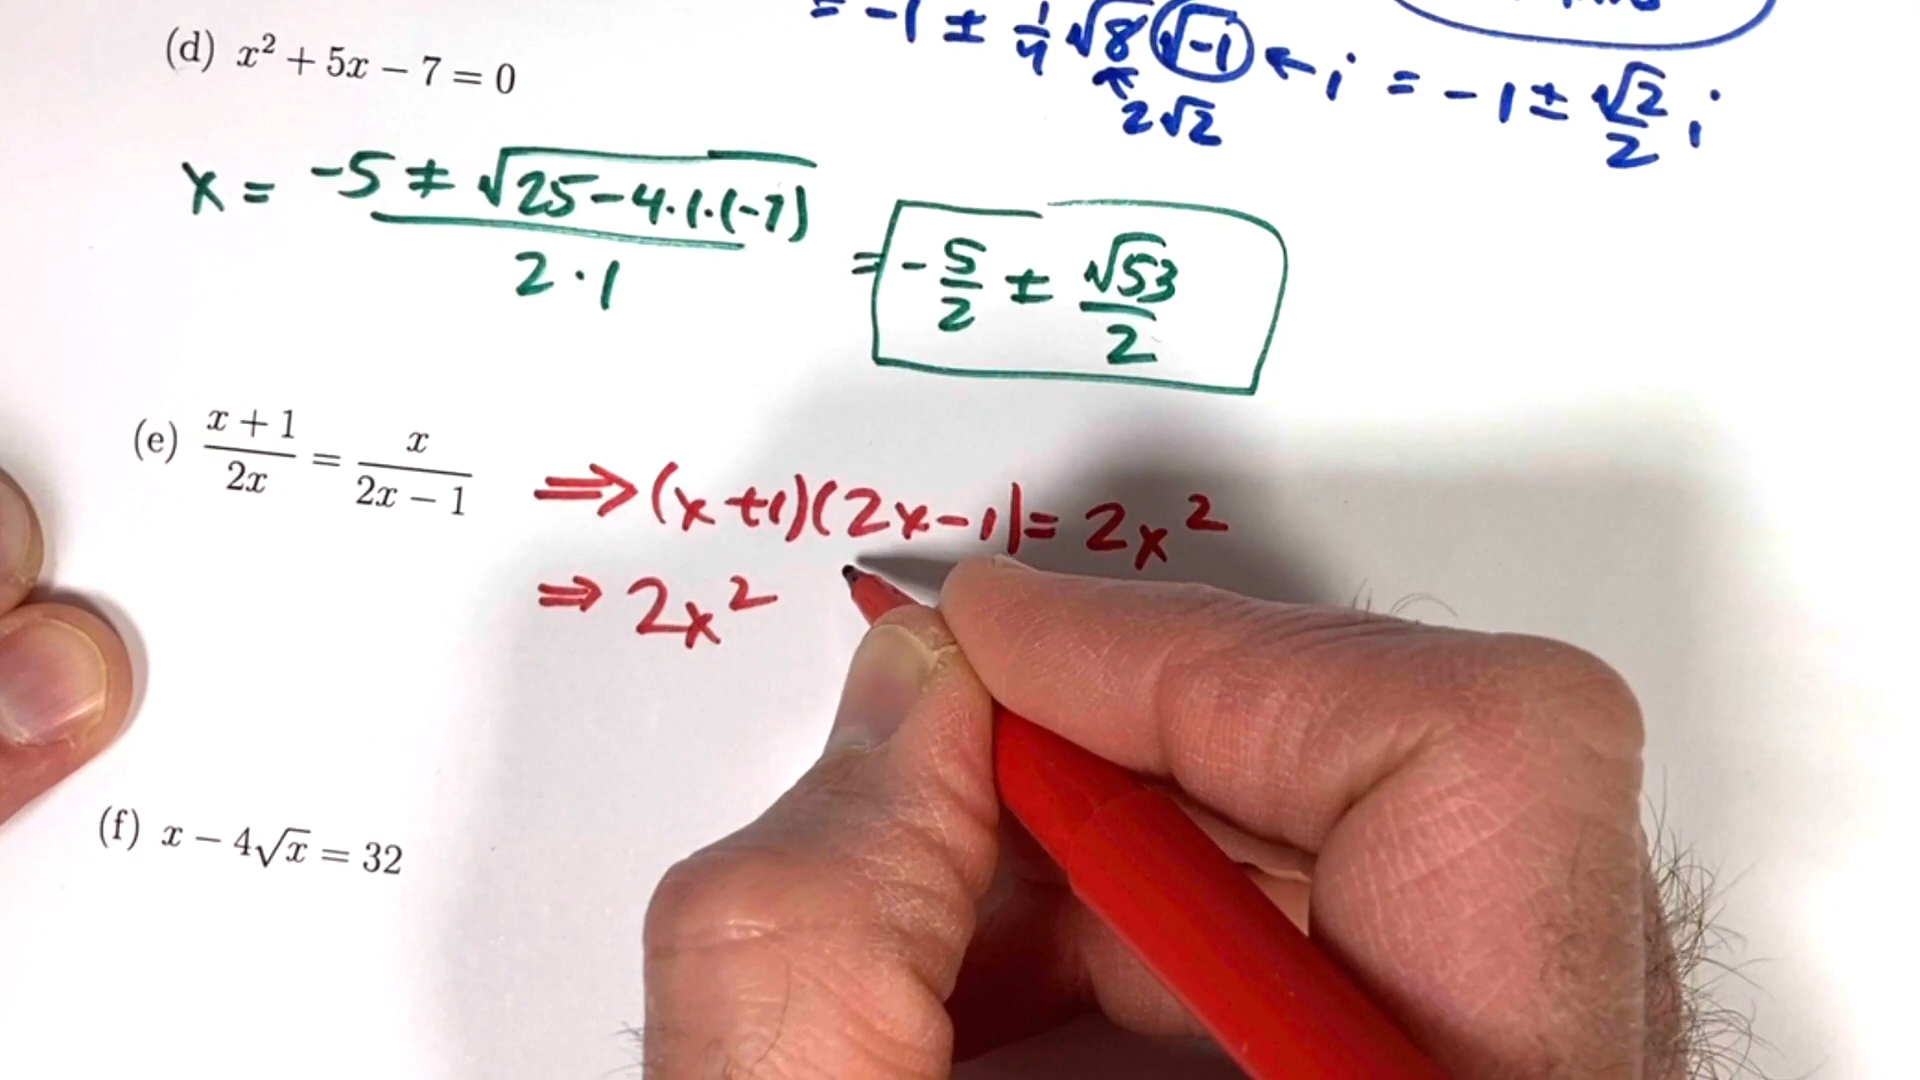 = -1 ± 1/4 √8 √-1 ← i = -1 ± √2/2 i
2√2
(d) x² + 5x − 7 = 0
x = -5 ± √25-4·1·(-7) / 2·1 = -5/2 ± √53/2
(e) x + 1 / 2x = x / 2x − 1 ⇒ (x+1)(2x-1) = 2x²
⇒ 2x²
(f) x − 4√x = 32